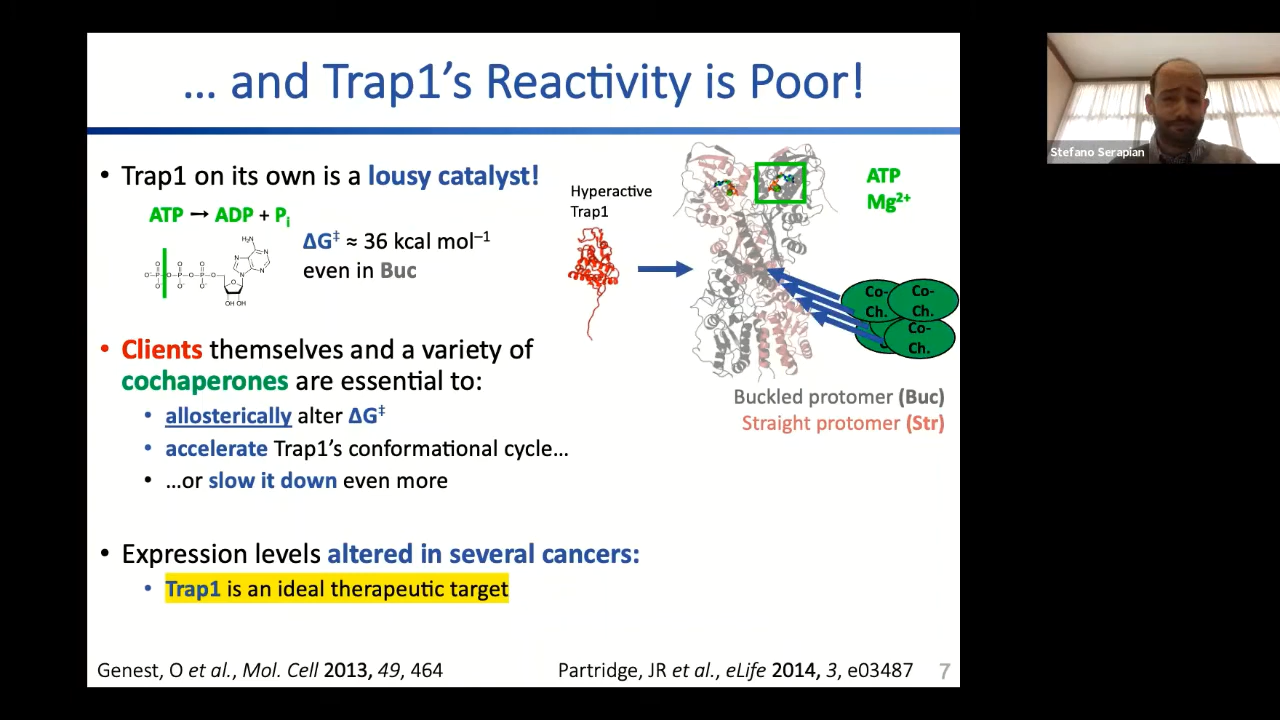 … and Trap1's Reactivity is Poor!
• Trap1 on its own is a lousy catalyst!
ATP → ADP + Pi
ΔG‡ ≈ 36 kcal mol–1
even in Buc
NH2
N
N
N
N
O
O
O
O- P O P O P O
O-
O-
O-
O
OH OH
Hyperactive
Trap1
ATP
Mg2+
Co-
Ch.
Co-
Ch.
Co-
Ch.
Buckled protomer (Buc)
Straight protomer (Str)
• Clients themselves and a variety of
cochaperones are essential to:
• allosterically alter ΔG‡
• accelerate Trap1's conformational cycle…
• …or slow it down even more
• Expression levels altered in several cancers:
• Trap1 is an ideal therapeutic target
Genest, O et al., Mol. Cell 2013, 49, 464
Partridge, JR et al., eLife 2014, 3, e03487
7
Stefano Serapian